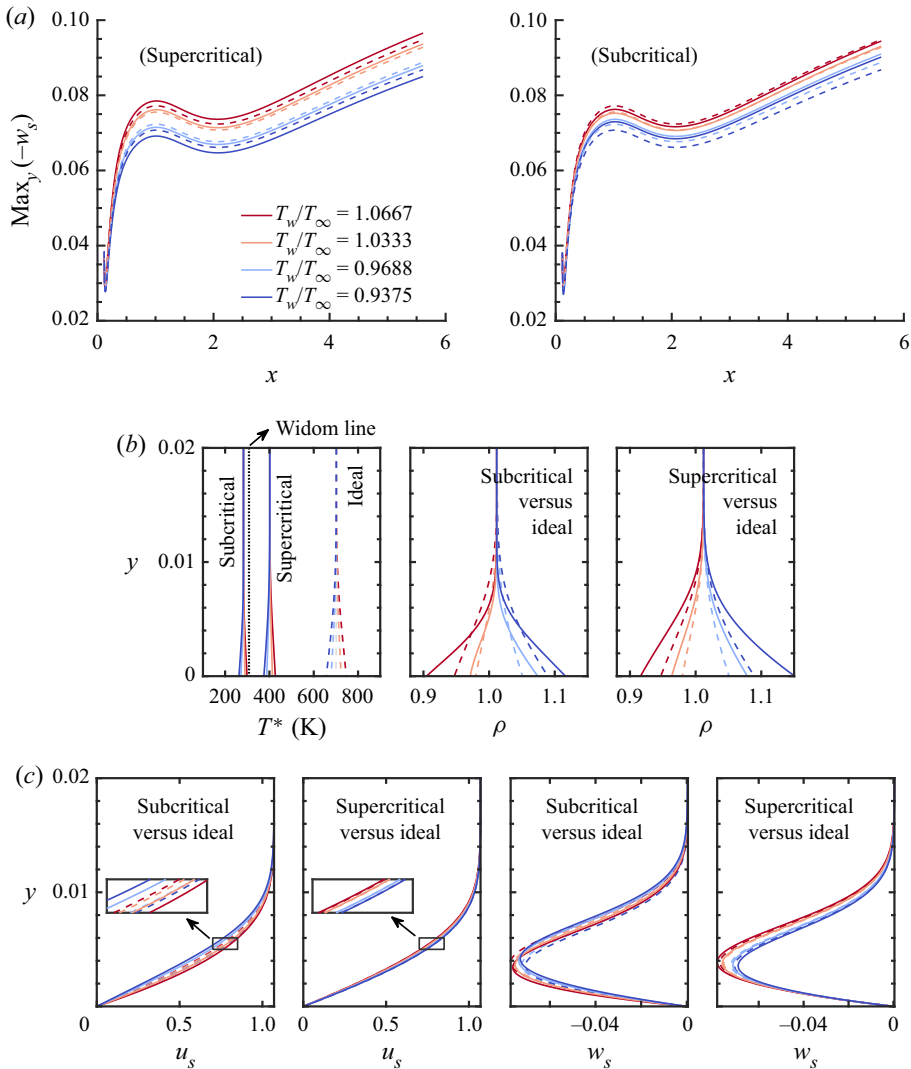 (a)
0.10
0.08
0.06
0.04
0.02
Max_y (−w_s)
(Supercritical)
T_w/T_∞ = 1.0667
T_w/T_∞ = 1.0333
T_w/T_∞ = 0.9688
T_w/T_∞ = 0.9375
0 2 4 6
x
0.10
0.08
0.06
0.04
0.02
(Subcritical)
0 2 4 6
x
(b)
Widom line
0.02
0.01
0
y
Subcritical
Supercritical
Ideal
200 400 600 800
T* (K)
Subcritical
versus
ideal
0.9 1.0 1.1
ρ
Supercritical
versus
ideal
0.9 1.0 1.1
ρ
(c)
0.02
0.01
y
Subcritical
versus ideal
0 0.5 1.0
u_s
Supercritical
versus ideal
0 0.5 1.0
u_s
Subcritical
versus ideal
−0.04 0
w_s
Supercritical
versus ideal
−0.04 0
w_s